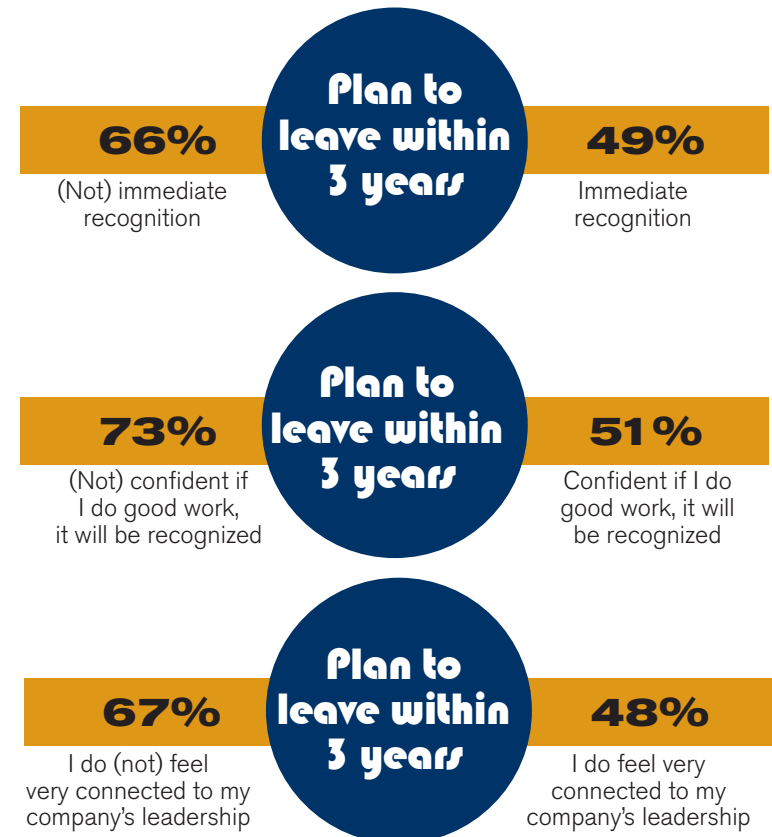 Plan to
leave within
3 years
66%
49%
(Not) immediate
recognition
Immediate
recognition
Plan to
leave within
3 years
73%
51%
(Not) confident if
I do good work,
it will be recognized
Confident if I do
good work, it will
be recognized
Plan to
leave within
3 years
67%
48%
I do (not) feel
very connected to my
company’s leadership
I do feel very
connected to my
company’s leadership